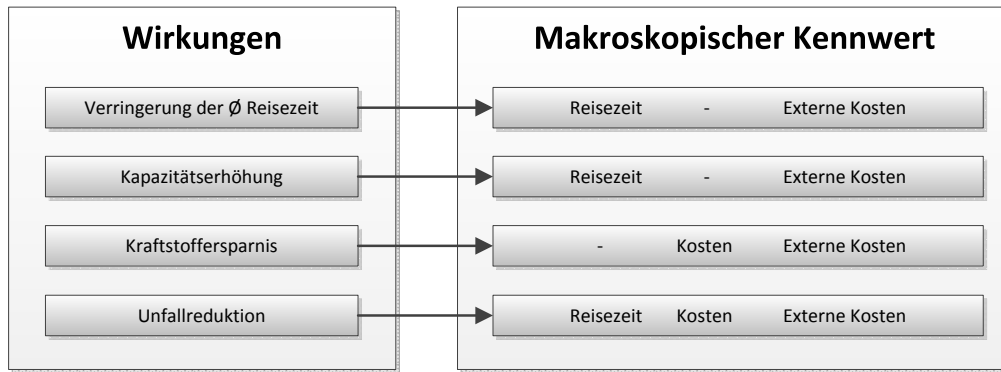 Wirkungen
Makroskopischer Kennwert
Verringerung der Ø Reisezeit
Reisezeit - Externe Kosten
Kapazitätserhöhung
Reisezeit - Externe Kosten
Kraftstoffersparnis
- Kosten Externe Kosten
Unfallreduktion
Reisezeit Kosten Externe Kosten